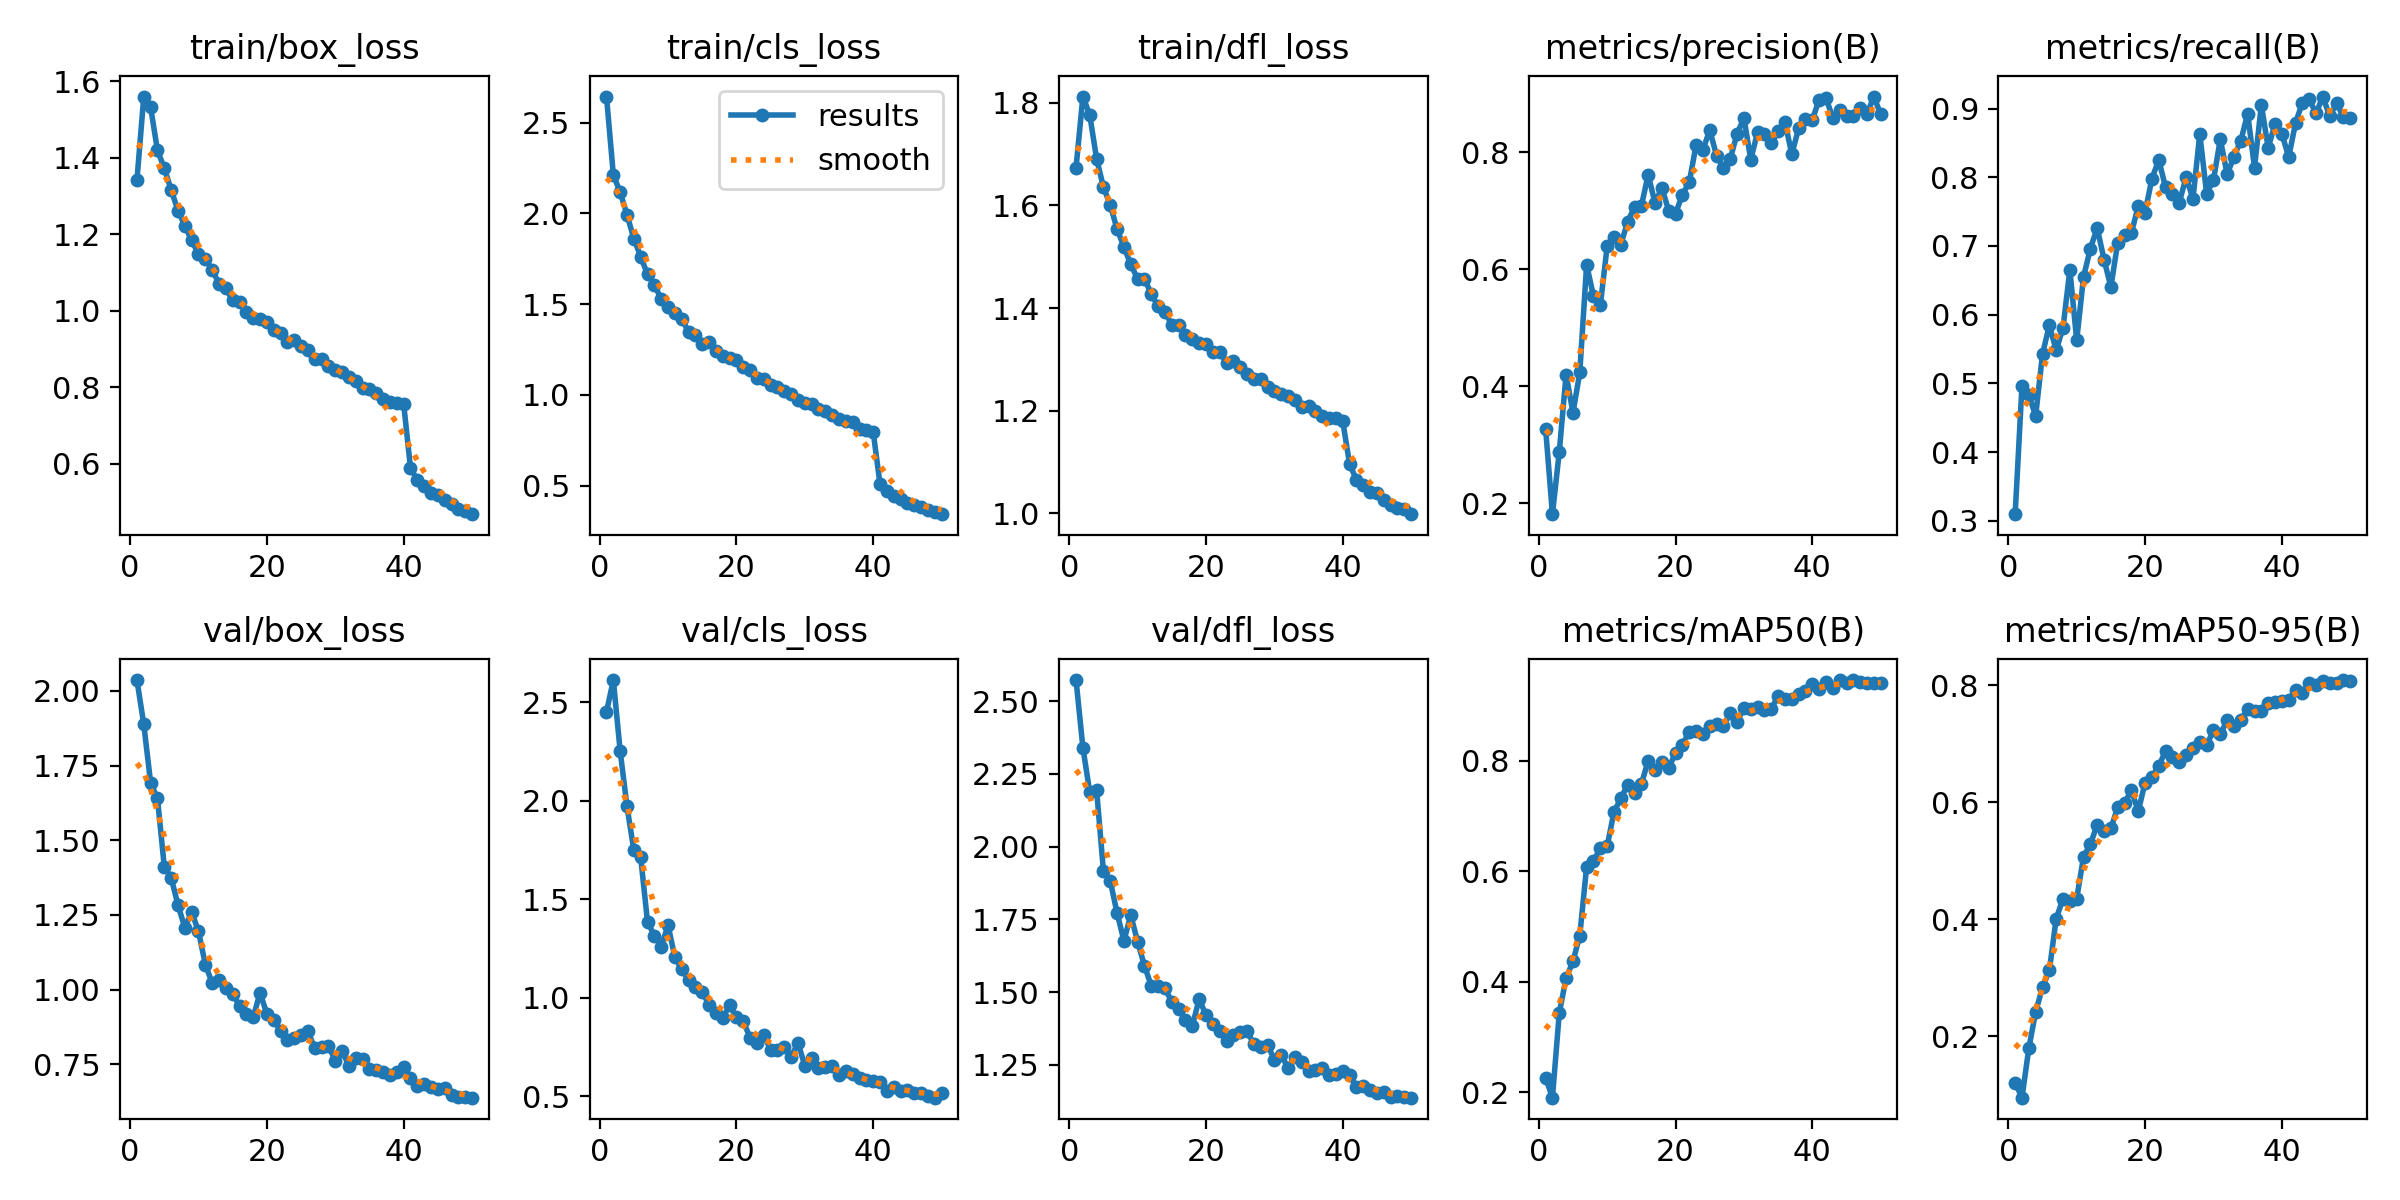 train/box_loss
1.6
1.4
1.2
1.0
0.8
0.6
0 20 40
train/cls_loss
results
smooth
2.5
2.0
1.5
1.0
0.5
0 20 40
train/dfl_loss
1.8
1.6
1.4
1.2
1.0
0 20 40
metrics/precision(B)
0.8
0.6
0.4
0.2
0 20 40
metrics/recall(B)
0.9
0.8
0.7
0.6
0.5
0.4
0.3
0 20 40
val/box_loss
2.00
1.75
1.50
1.25
1.00
0.75
0 20 40
val/cls_loss
2.5
2.0
1.5
1.0
0.5
0 20 40
val/dfl_loss
2.50
2.25
2.00
1.75
1.50
1.25
0 20 40
metrics/mAP50(B)
0.8
0.6
0.4
0.2
0 20 40
metrics/mAP50-95(B)
0.8
0.6
0.4
0.2
0 20 40